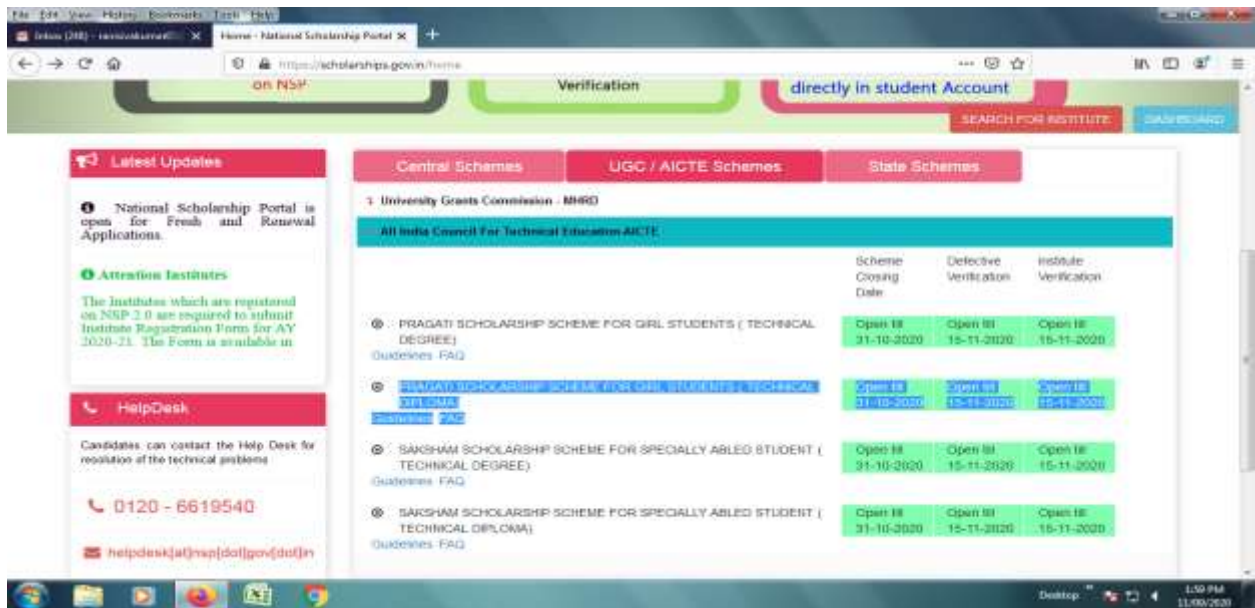 File Edit View History Bookmarks Tools Help
Home - National Scholarship Portal
https://scholarships.gov.in/home
on NSP
Verification
directly in student Account
SEARCH FOR INSTITUTE
DASHBOARD
Latest Updates
National Scholarship Portal is
open for Fresh and Renewal
Applications.
Attention Institutes
The Institutes which are registered
on NSP 2.0 are required to submit
Institute Registration Form for AY
2020-21. The Form is available in
HelpDesk
Candidates can contact the Help Desk for
resolution of the technical problems
0120 - 6619540
helpdesk[at]nsp[dot]gov[dot]in
Central Schemes
UGC / AICTE Schemes
State Schemes
University Grants Commission - MHRD
All India Council For Technical Education-AICTE
Scheme
Closing
Date
Defective
Verification
Institute
Verification
PRAGATI SCHOLARSHIP SCHEME FOR GIRL STUDENTS ( TECHNICAL
DEGREE)
Guidelines FAQ
Open till
31-10-2020
Open till
15-11-2020
Open till
15-11-2020
PRAGATI SCHOLARSHIP SCHEME FOR GIRL STUDENTS ( TECHNICAL
DIPLOMA)
Guidelines FAQ
Open till
31-10-2020
Open till
15-11-2020
Open till
15-11-2020
SAKSHAM SCHOLARSHIP SCHEME FOR SPECIALLY ABLED STUDENT (
TECHNICAL DEGREE)
Guidelines FAQ
Open till
31-10-2020
Open till
15-11-2020
Open till
15-11-2020
SAKSHAM SCHOLARSHIP SCHEME FOR SPECIALLY ABLED STUDENT (
TECHNICAL DIPLOMA)
Guidelines FAQ
Open till
31-10-2020
Open till
15-11-2020
Open till
15-11-2020
Desktop
1:59 PM
11/09/2020